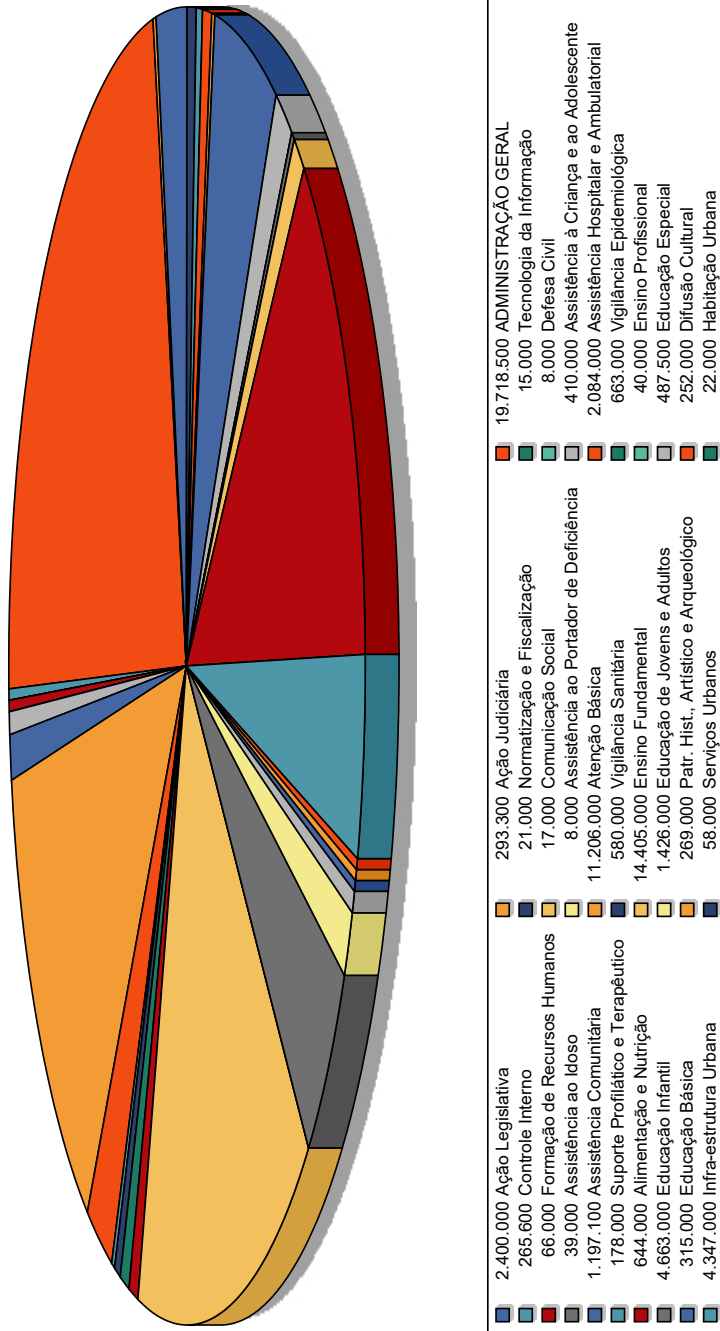 2.400.000 Ação Legislativa
265.600 Controle Interno
66.000 Formação de Recursos Humanos
39.000 Assistência ao Idoso
1.197.100 Assistência Comunitária
178.000 Suporte Profilático e Terapêutico
644.000 Alimentação e Nutrição
4.663.000 Educação Infantil
315.000 Educação Básica
4.347.000 Infra-estrutura Urbana
293.300 Ação Judiciária
21.000 Normatização e Fiscalização
17.000 Comunicação Social
8.000 Assistência ao Portador de Deficiência
11.206.000 Atenção Básica
580.000 Vigilância Sanitária
14.405.000 Ensino Fundamental
1.426.000 Educação de Jovens e Adultos
269.000 Patr. Hist., Artístico e Arqueológico
58.000 Serviços Urbanos
19.718.500 ADMINISTRAÇÃO GERAL
15.000 Tecnologia da Informação
8.000 Defesa Civil
410.000 Assistência à Criança e ao Adolescente
2.084.000 Assistência Hospitalar e Ambulatorial
663.000 Vigilância Epidemiológica
40.000 Ensino Profissional
487.500 Educação Especial
252.000 Difusão Cultural
22.000 Habitação Urbana